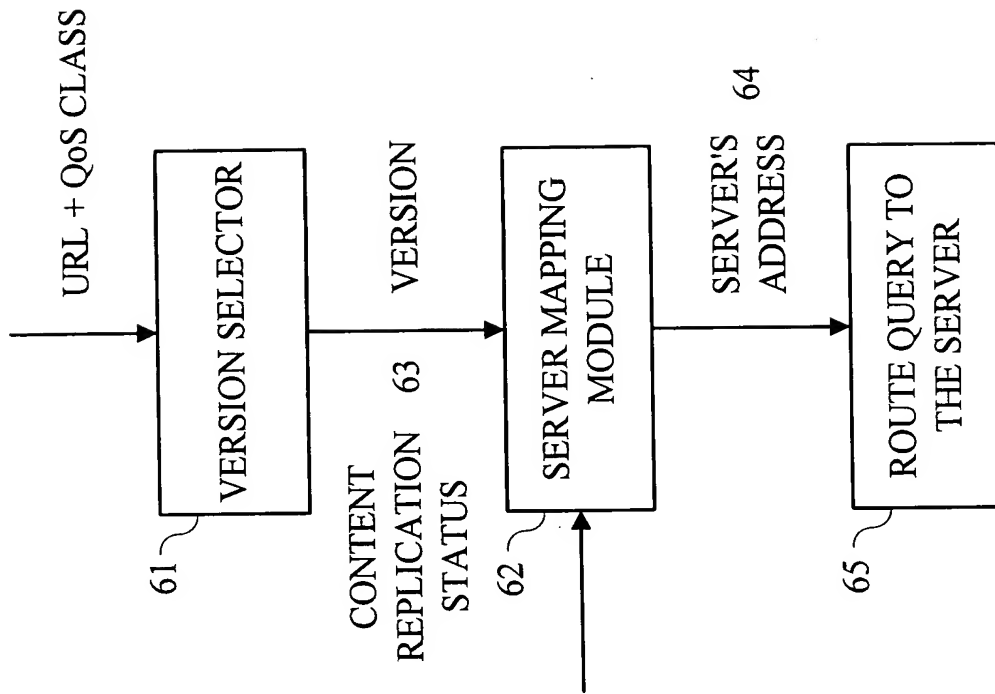 URL + QoS CLASS
61
VERSION SELECTOR
CONTENT
REPLICATION 63
STATUS
VERSION
62
SERVER MAPPING
MODULE
SERVER'S
ADDRESS 64
65
ROUTE QUERY TO
THE SERVER